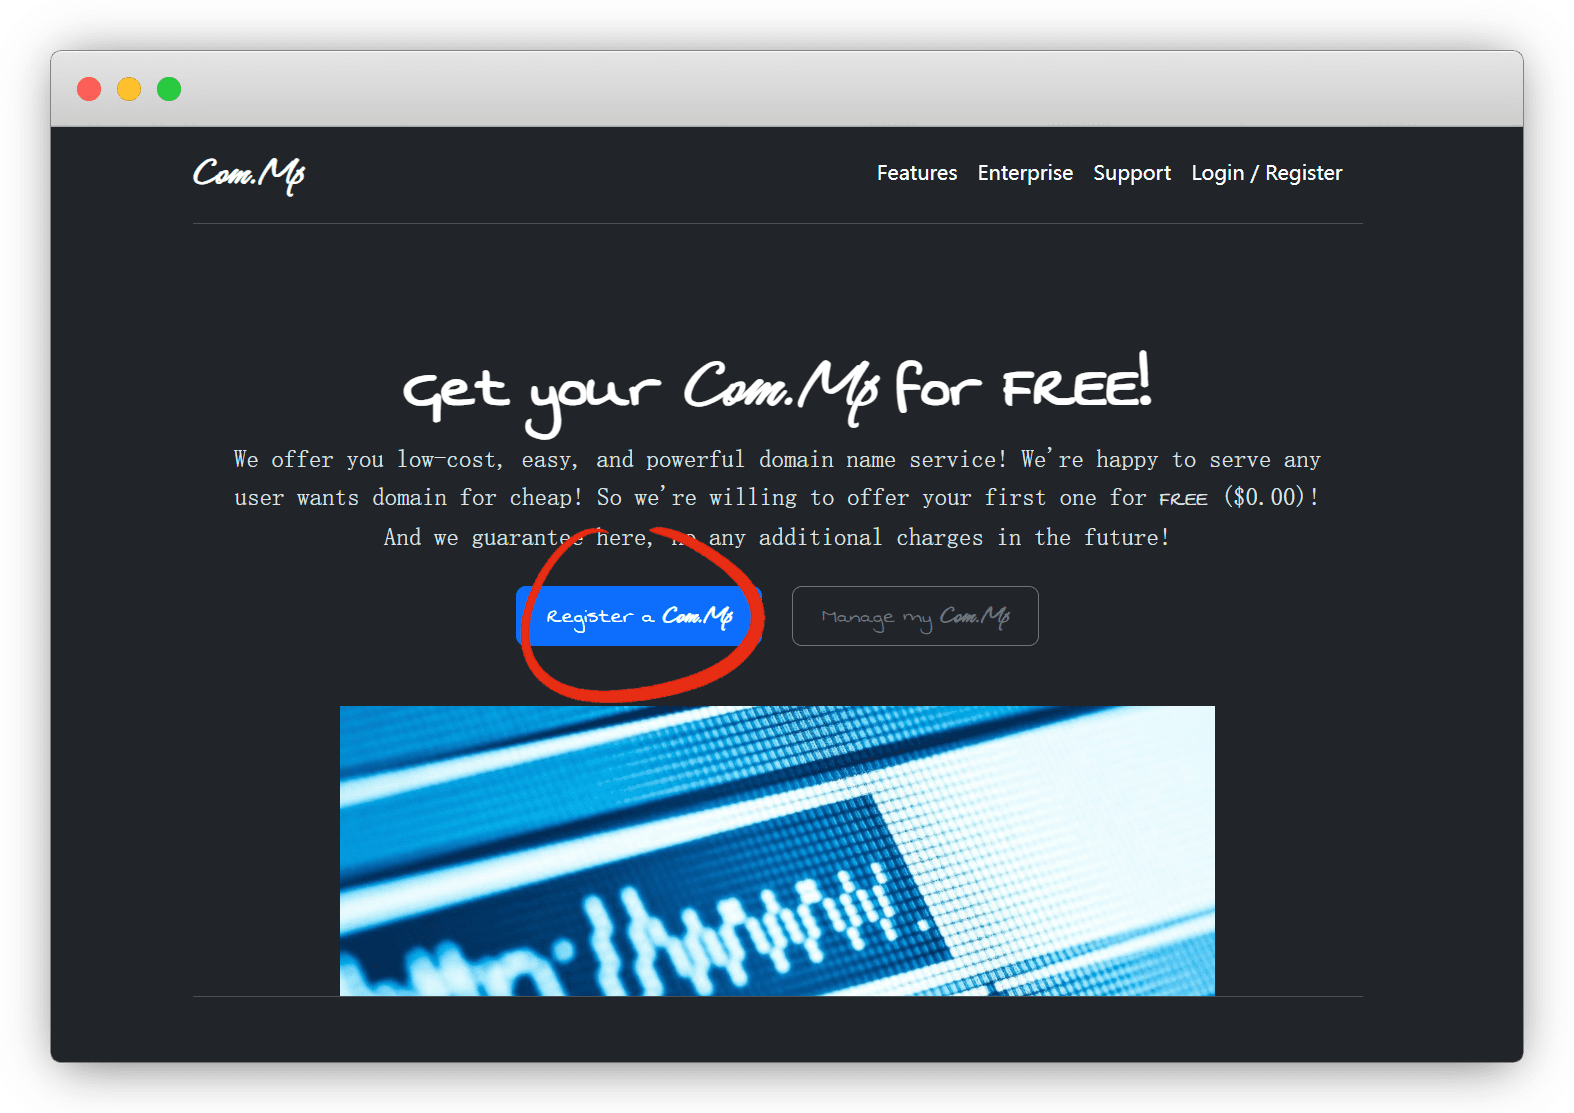 Com.Mp
Features Enterprise Support Login / Register
Get your Com.Mp for FREE!
We offer you low-cost, easy, and powerful domain name service! We're happy to serve any
user wants domain for cheap! So we're willing to offer your first one for FREE ($0.00)!
And we guarantee here, no any additional charges in the future!
Register a Com.Mp
Manage my Com.Mp